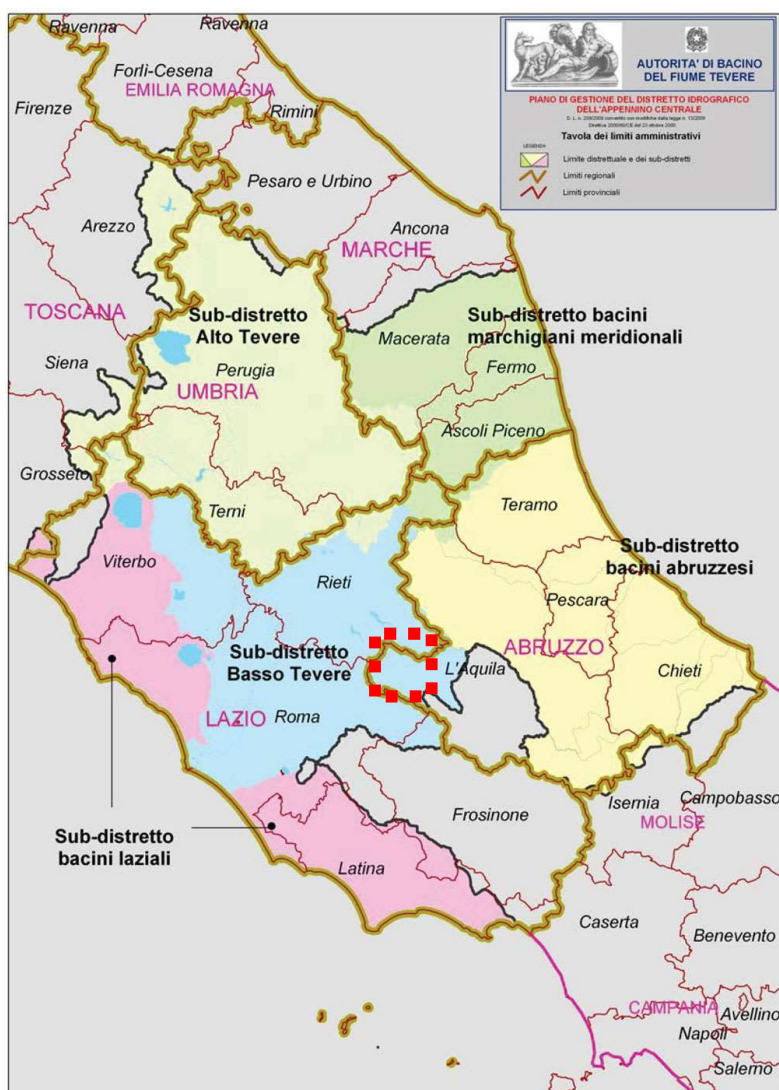 Ravenna
Ravenna
Forlì-Cesena
EMILIA ROMAGNA
Firenze
Rimini
AUTORITA' DI BACINO
DEL FIUME TEVERE
PIANO DI GESTIONE DEL DISTRETTO IDROGRAFICO
DELL'APPENNINO CENTRALE
Tavola dei limiti amministrativi
LEGENDA
Limite distrettuale e dei sub-distretti
Limiti regionali
Limiti provinciali
Pesaro e Urbino
Arezzo
Ancona
MARCHE
TOSCANA
Sub-distretto
Alto Tevere
Sub-distretto bacini
marchigiani meridionali
Macerata
Siena
Perugia
Fermo
UMBRIA
Ascoli Piceno
Grosseto
Terni
Teramo
Viterbo
Rieti
Sub-distretto
bacini abruzzesi
Pescara
Sub-distretto
Basso Tevere
ABRUZZO
L'Aquila
Chieti
LAZIO
Roma
Isernia
Campobasso
Frosinone
MOLISE
Sub-distretto
bacini laziali
Latina
Caserta
Benevento
CAMPANIA
Avellino
Napoli
Salerno